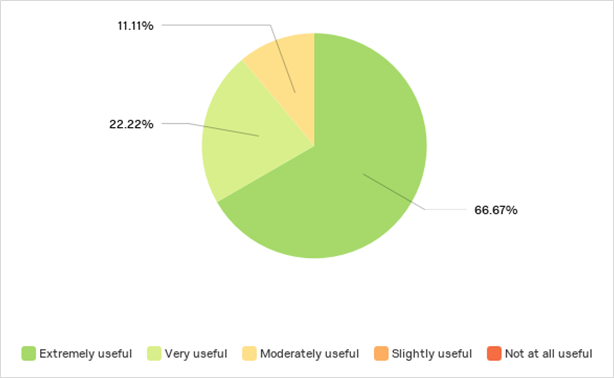 11.11%
22.22%
66.67%
Extremely useful Very useful Moderately useful Slightly useful Not at all useful